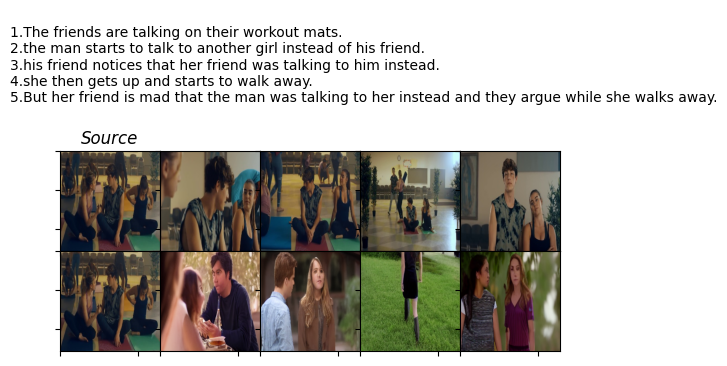 1.The friends are talking on their workout mats.
2.the man starts to talk to another girl instead of his friend.
3.his friend notices that her friend was talking to him instead.
4.she then gets up and starts to walk away.
5.But her friend is mad that the man was talking to her instead and they argue while she walks away.
Source